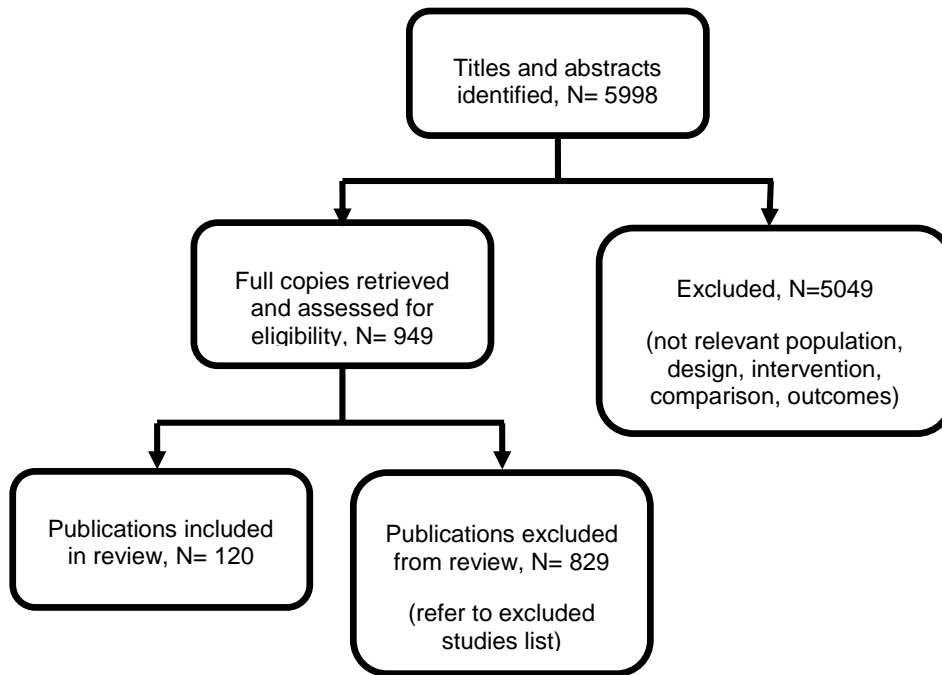 Titles and abstracts
identified, N= 5998
Full copies retrieved
and assessed for
eligibility, N= 949
Excluded, N=5049
(not relevant population,
design, intervention,
comparison, outcomes)
Publications included
in review, N= 120
Publications excluded
from review, N= 829
(refer to excluded
studies list)